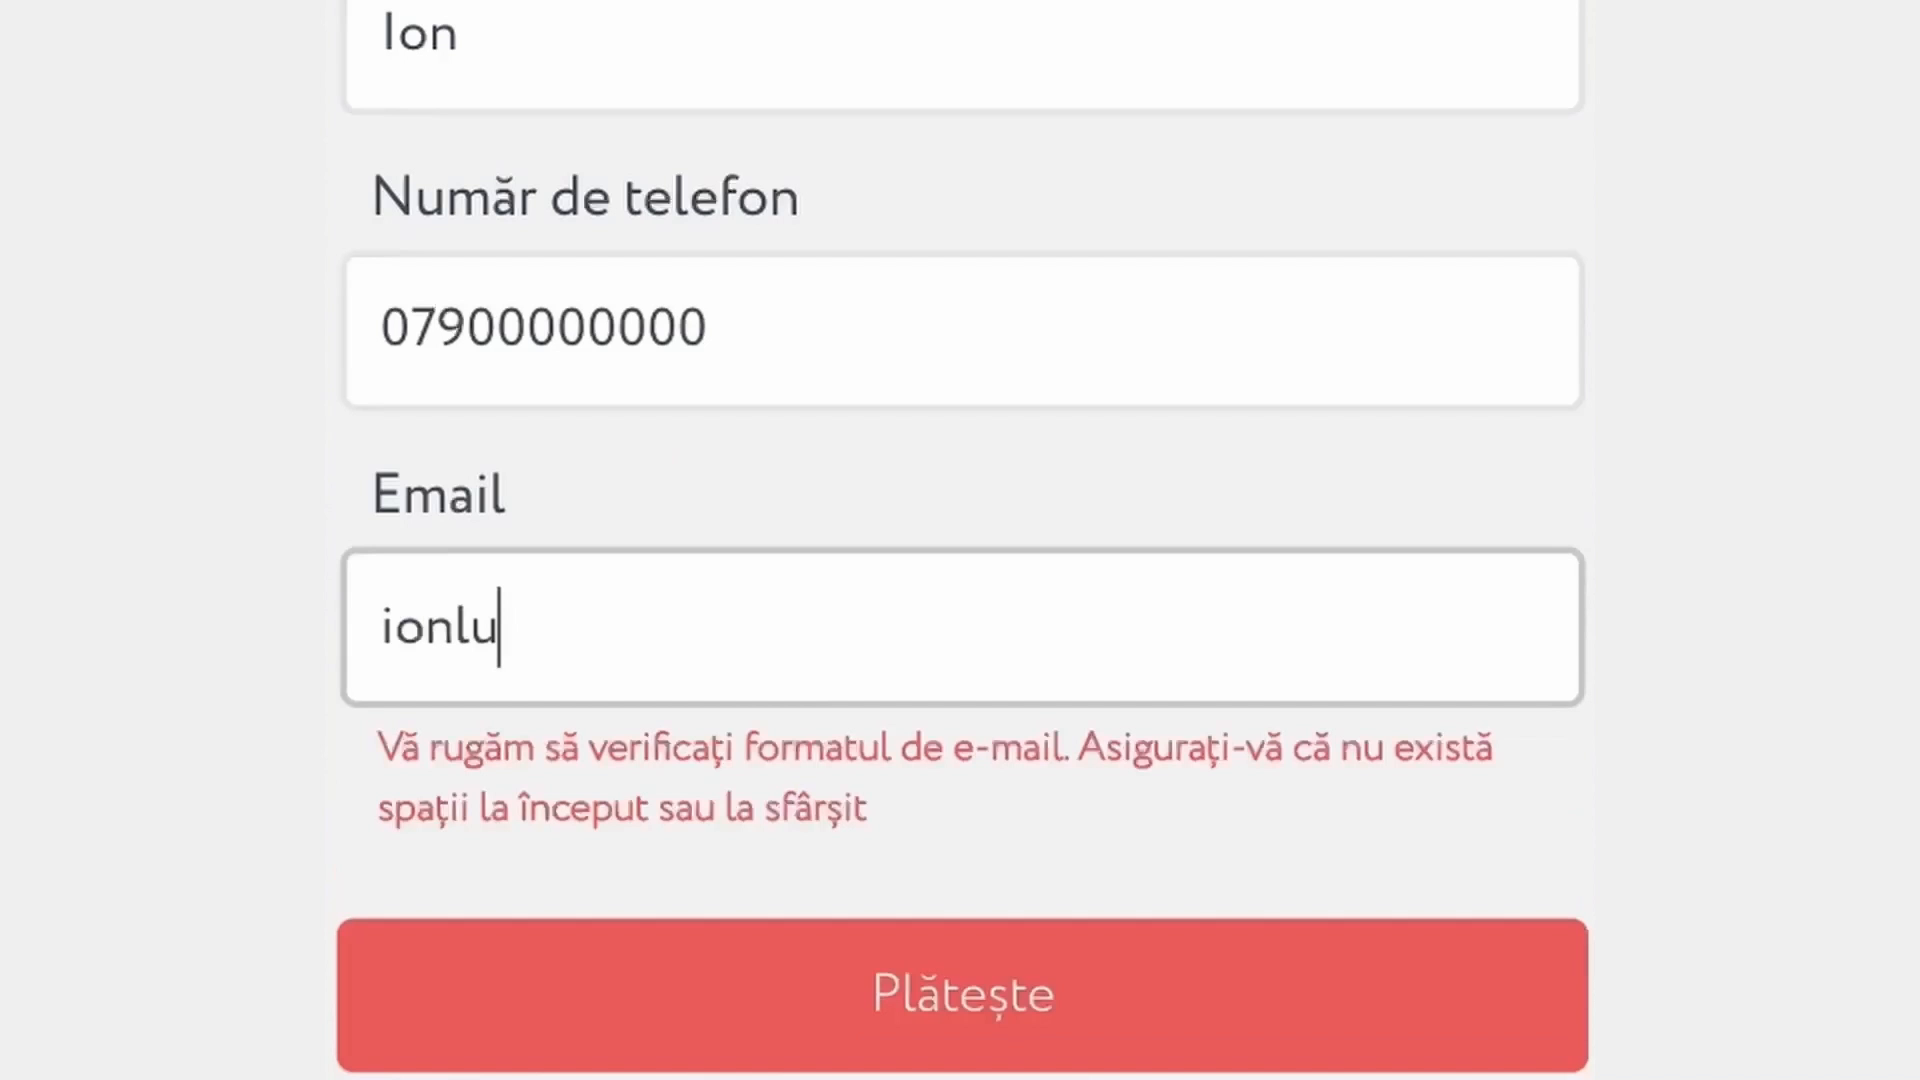 Ion
Număr de telefon
07900000000
Email
ionlu
Vă rugăm să verificați formatul de e-mail. Asigurați-vă că nu există
spații la început sau la sfârșit
Plătește